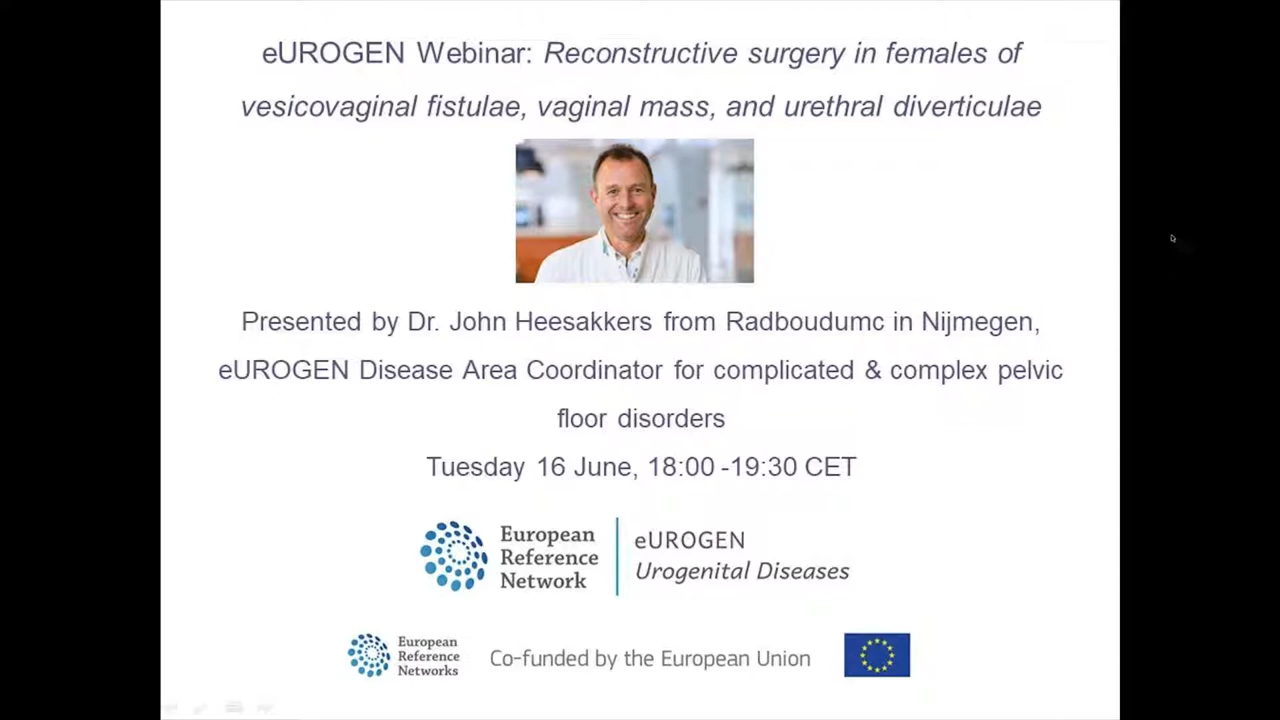 eUROGEN Webinar: Reconstructive surgery in females of
vesicovaginal fistulae, vaginal mass, and urethral diverticulae
Presented by Dr. John Heesakkers from Radboudumc in Nijmegen,
eUROGEN Disease Area Coordinator for complicated & complex pelvic
floor disorders
Tuesday 16 June, 18:00 -19:30 CET
European
Reference
Network
eUROGEN
Urogenital Diseases
European
Reference
Networks
Co-funded by the European Union